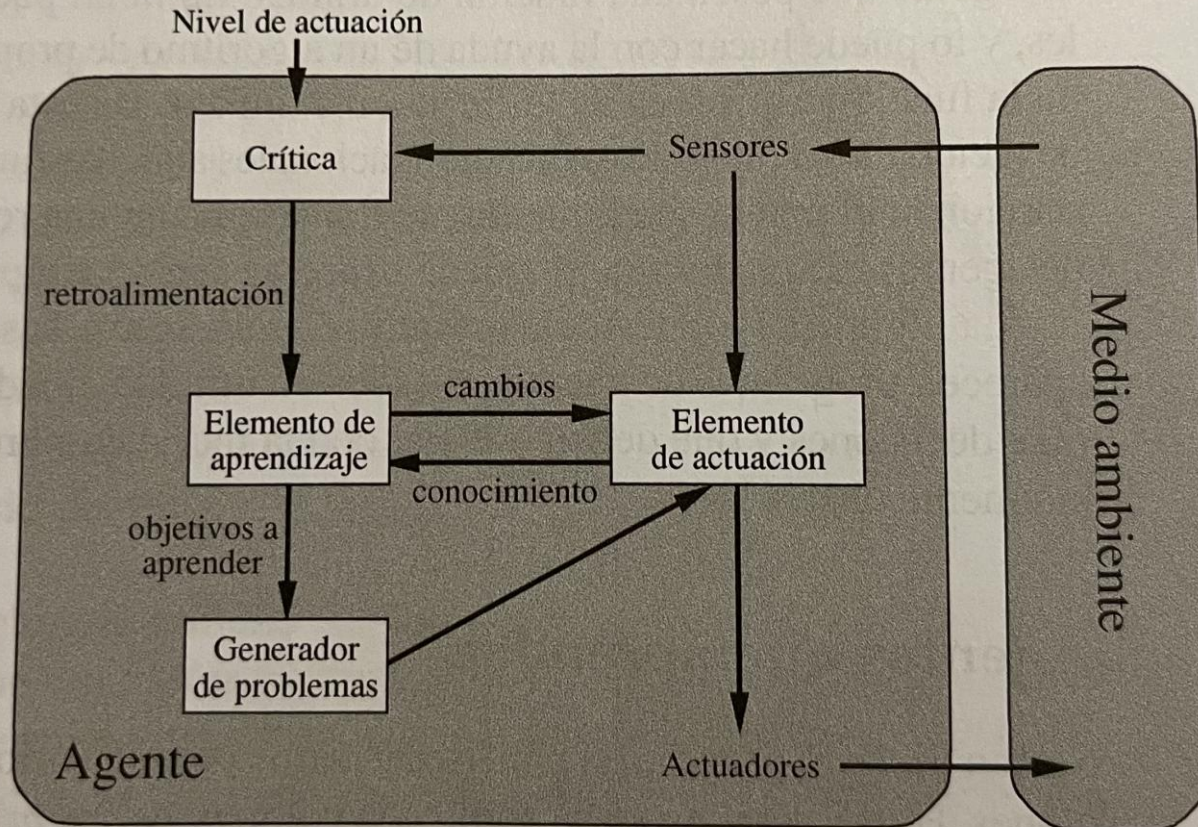 Nivel de actuación
Crítica
Sensores
retroalimentación
Medio ambiente
cambios
Elemento de
aprendizaje
Elemento
de actuación
conocimiento
objetivos a
aprender
Generador
de problemas
Agente
Actuadores